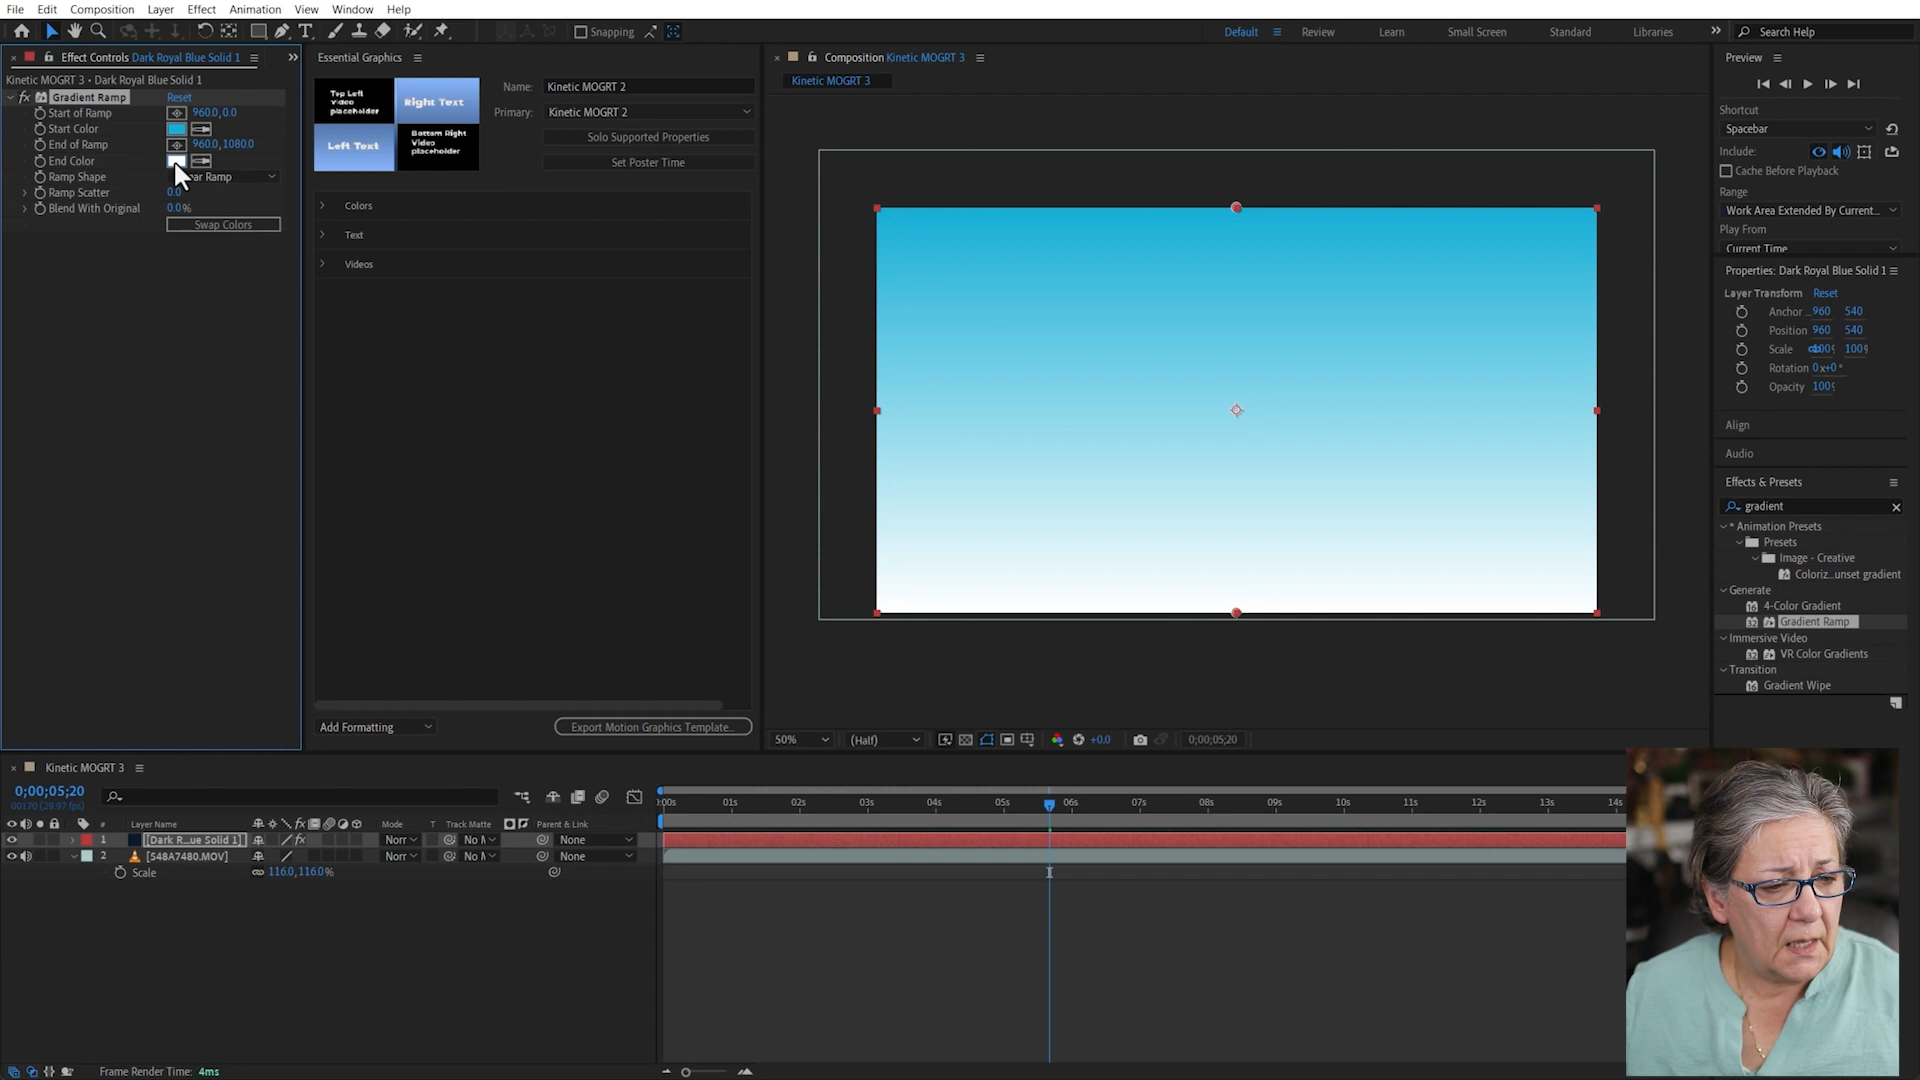 File Edit Composition Layer Effect Animation View Window Help
Snapping
Default Review Learn Small Screen Standard Libraries
Search Help
Effect Controls Dark Royal Blue Solid 1
Kinetic MOGRT 3 • Dark Royal Blue Solid 1
fx Gradient Ramp Reset
Start of Ramp 960.0,0.0
Start Color
End of Ramp 960.0,1080.0
End Color
Ramp Shape ear Ramp
Ramp Scatter 0.0
Blend With Original 0.0%
Swap Colors
Essential Graphics
Top Left
Video
placeholder
Right Text
Left Text
Bottom Right
Video
placeholder
Name: Kinetic MOGRT 2
Primary: Kinetic MOGRT 2
Solo Supported Properties
Set Poster Time
Colors
Text
Videos
Add Formatting
Export Motion Graphics Template...
Composition Kinetic MOGRT 3
Kinetic MOGRT 3
50% (Half) +0.0 0;00;05;20
Preview
Shortcut
Spacebar
Include:
Cache Before Playback
Range
Work Area Extended By Current...
Play From
Current Time
Properties: Dark Royal Blue Solid 1
Layer Transform Reset
Anchor ... 960 540
Position 960 540
Scale 100% 100%
Rotation 0x+0°
Opacity 100%
Align
Audio
Effects & Presets
gradient
* Animation Presets
Presets
Image - Creative
Coloriz...unset gradient
Generate
4-Color Gradient
Gradient Ramp
Immersive Video
VR Color Gradients
Transition
Gradient Wipe
Kinetic MOGRT 3
0;00;05;20
00170 (29.97 fps)
# Layer Name Mode T Track Matte Parent & Link
1 [Dark R...ue Solid 1] Norr No M None
2 [S48A7480.MOV] Norr No M None
Scale 116.0,116.0%
:00s 01s 02s 03s 04s 05s 06s 07s 08s 09s 10s 11s 12s 13s 14s
Frame Render Time: 4ms